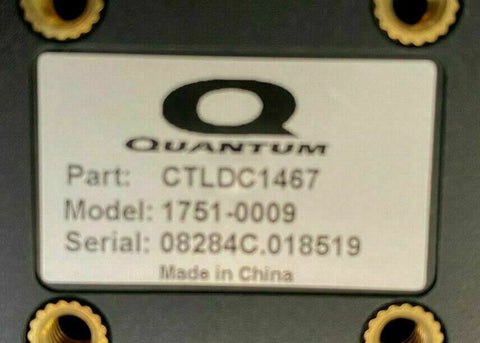 Q
QUANTUM
Part: CTLDC1467
Model: 1751-0009
Serial: 08284C.018519
Made in China